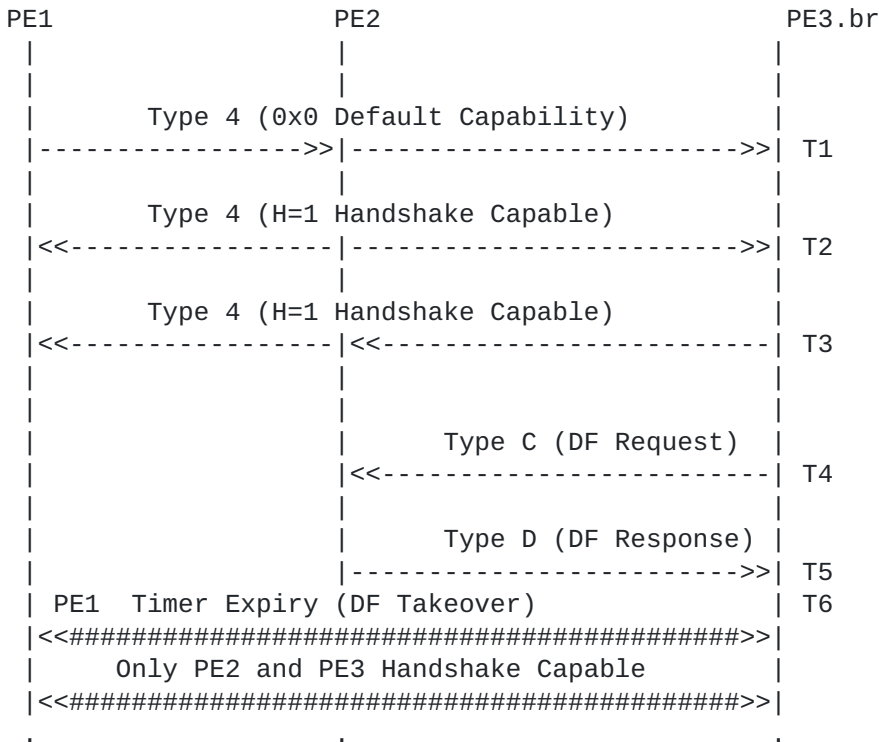 PE1 PE2 PE3.br
Type 4 (0x0 Default Capability)
T1
Type 4 (H=1 Handshake Capable)
T2
Type 4 (H=1 Handshake Capable)
T3
Type C (DF Request)
T4
Type D (DF Response)
T5
PE1 Timer Expiry (DF Takeover) T6
Only PE2 and PE3 Handshake Capable